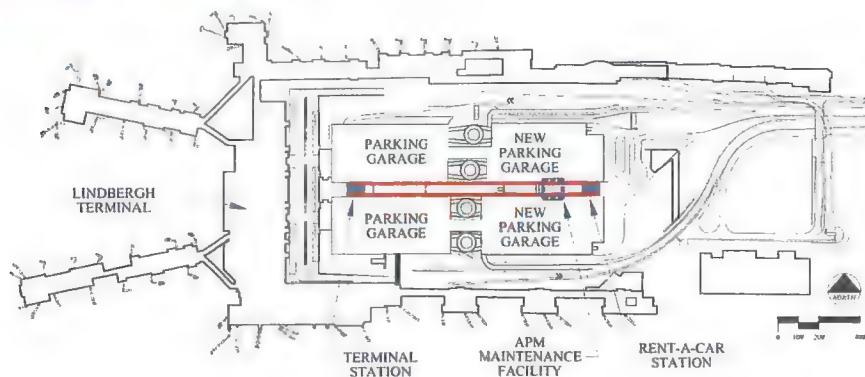 PARKING
GARAGE
NEW
PARKING
GARAGE
LINDBERGH
TERMINAL
PARKING
GARAGE
NEW
PARKING
GARAGE
NORTH
TERMINAL
STATION
APM
MAINTENANCE
FACILITY
RENT-A-CAR
STATION